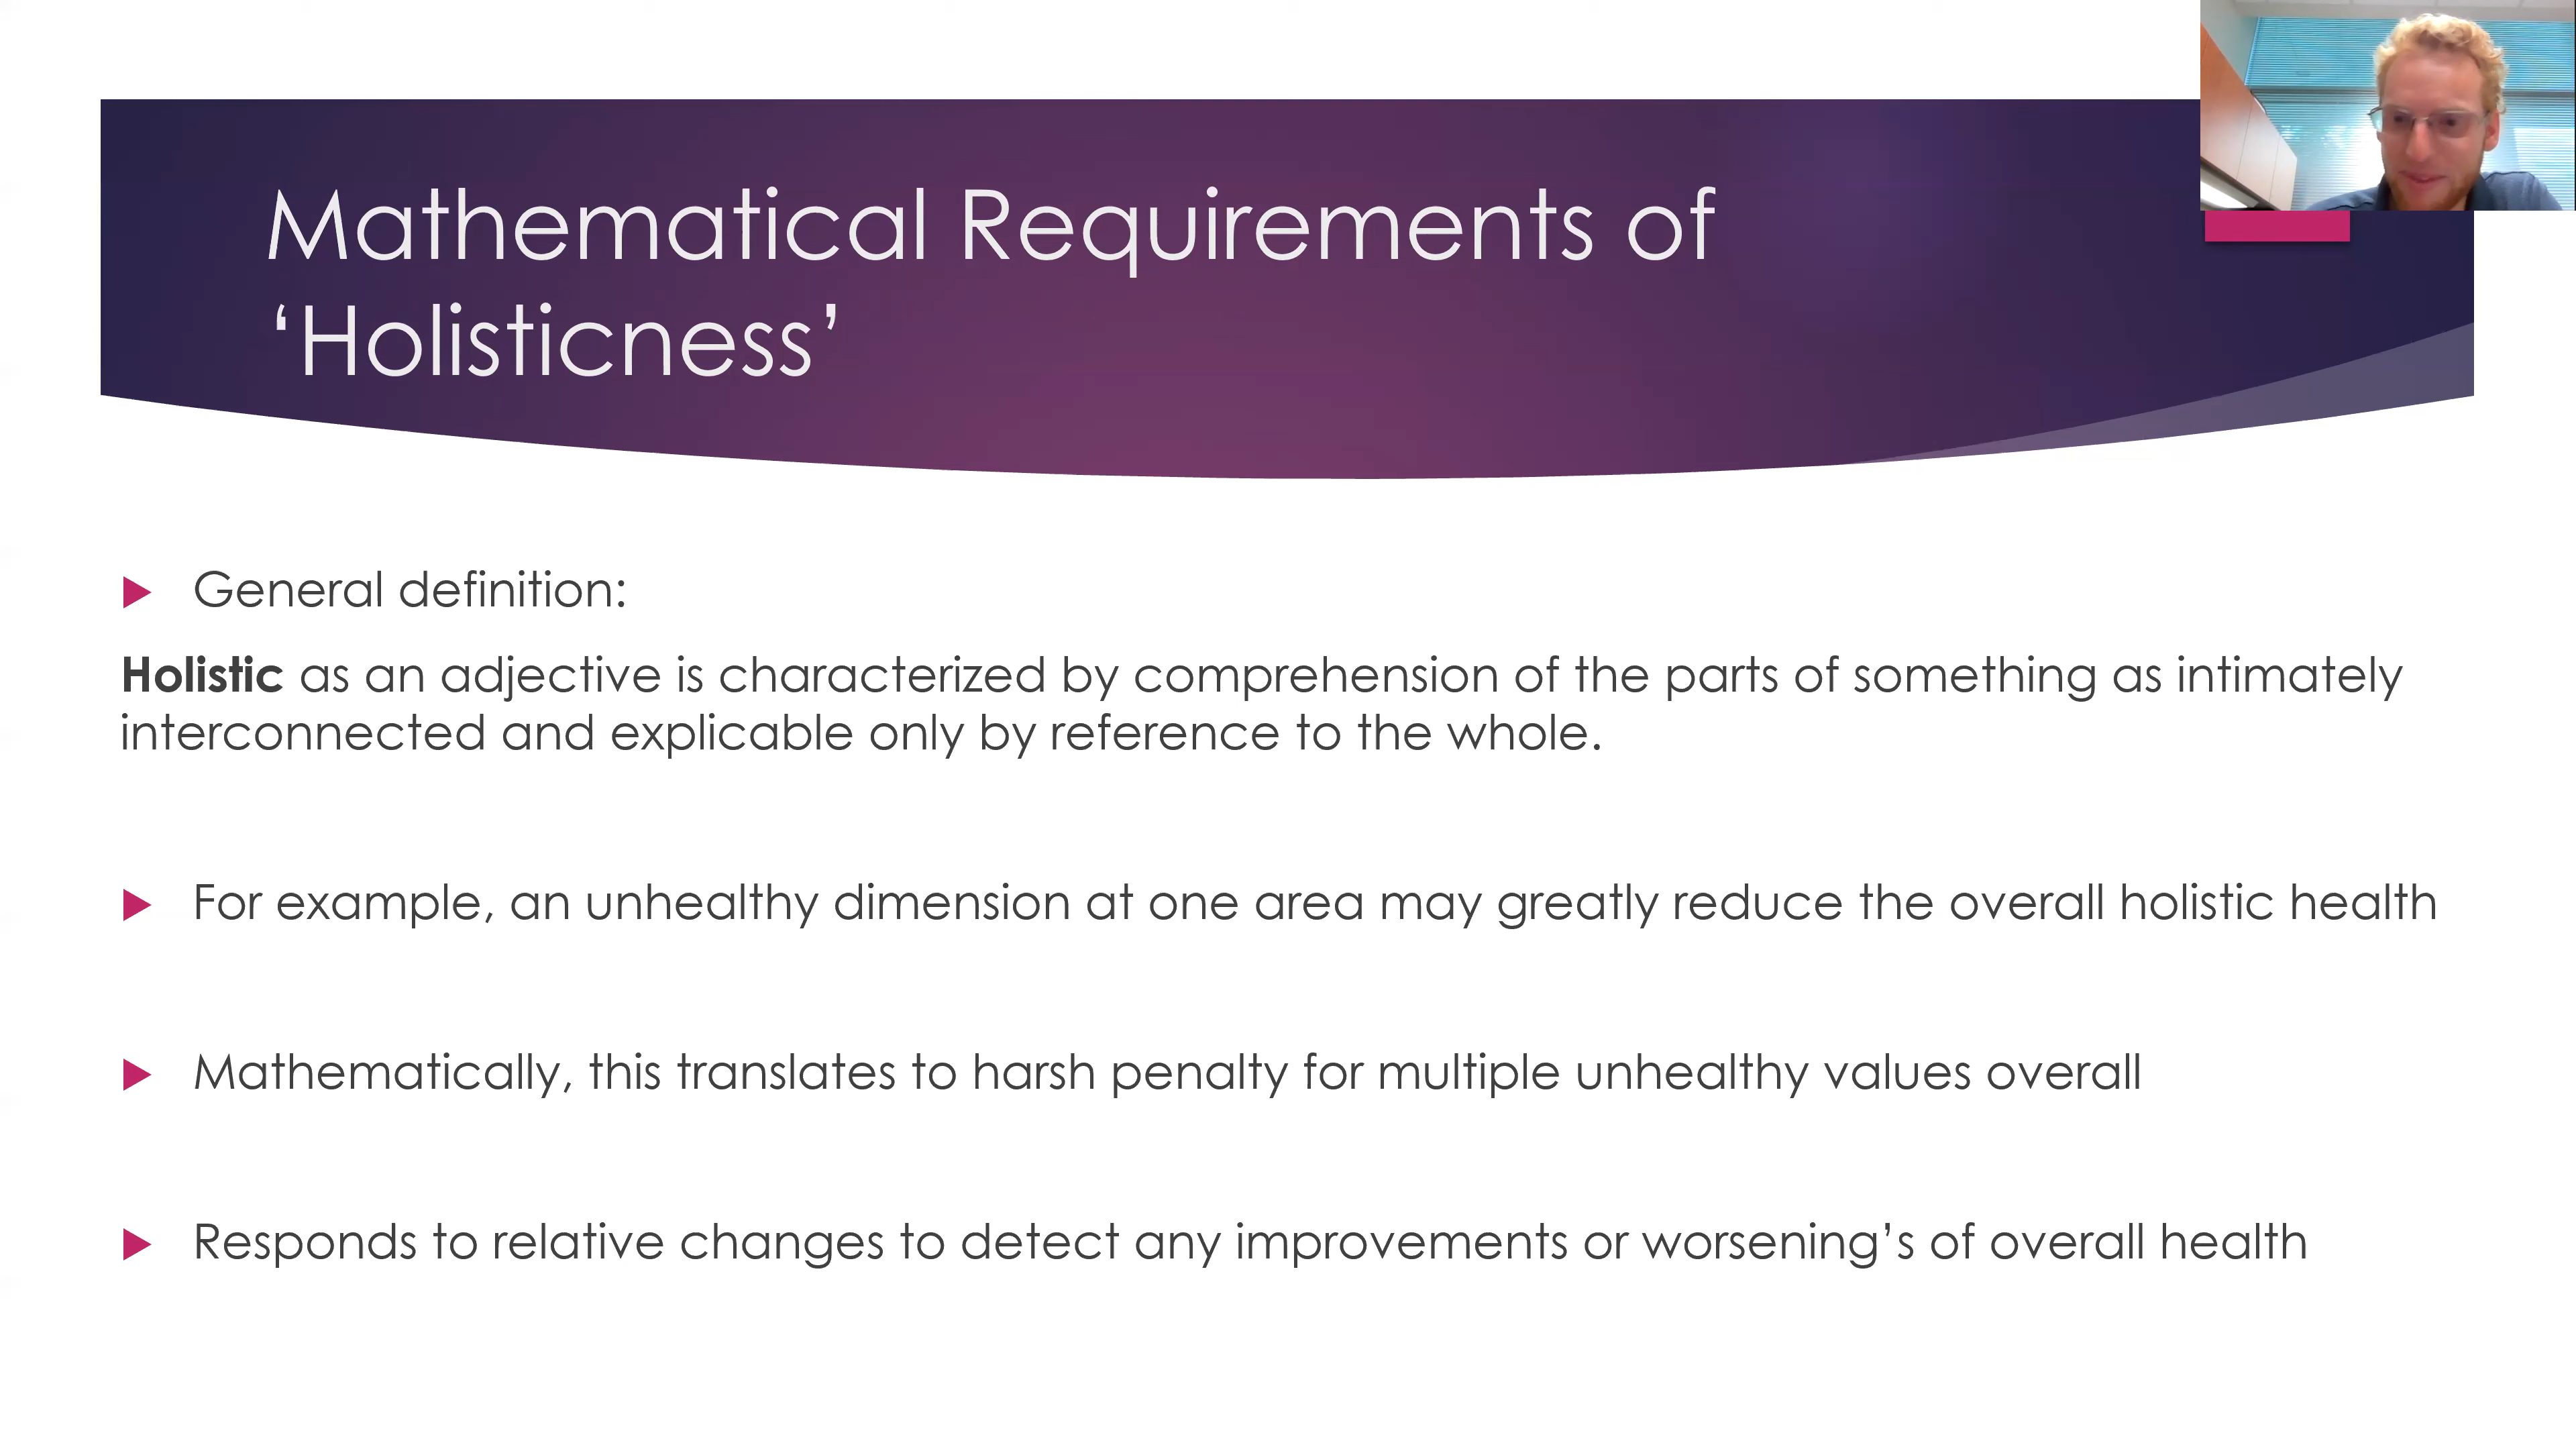 Mathematical Requirements of
‘Holisticness’
General definition:
Holistic as an adjective is characterized by comprehension of the parts of something as intimately
interconnected and explicable only by reference to the whole.
For example, an unhealthy dimension at one area may greatly reduce the overall holistic health
Mathematically, this translates to harsh penalty for multiple unhealthy values overall
Responds to relative changes to detect any improvements or worsening’s of overall health